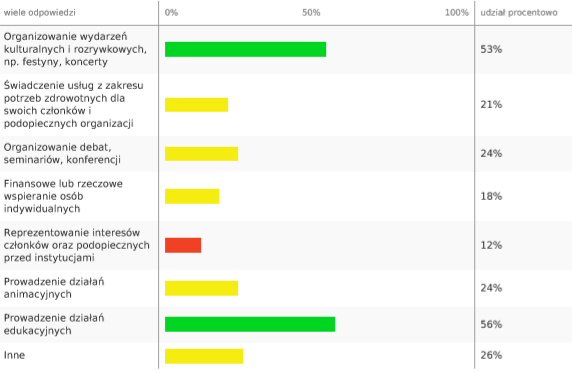 wiele odpowiedzi 0% 50% 100% udział procentowo
Organizowanie wydarzeń
kulturalnych i rozrywkowych,
np. festyny, koncerty
53%
Świadczenie usług z zakresu
potrzeb zdrowotnych dla
swoich członków i
podopiecznych organizacji
21%
Organizowanie debat,
seminariów, konferencji
24%
Finansowe lub rzeczowe
wspieranie osób
indywidualnych
18%
Reprezentowanie interesów
członków oraz podopiecznych
przed instytucjami
12%
Prowadzenie działań
animacyjnych
24%
Prowadzenie działań
edukacyjnych
56%
Inne 26%